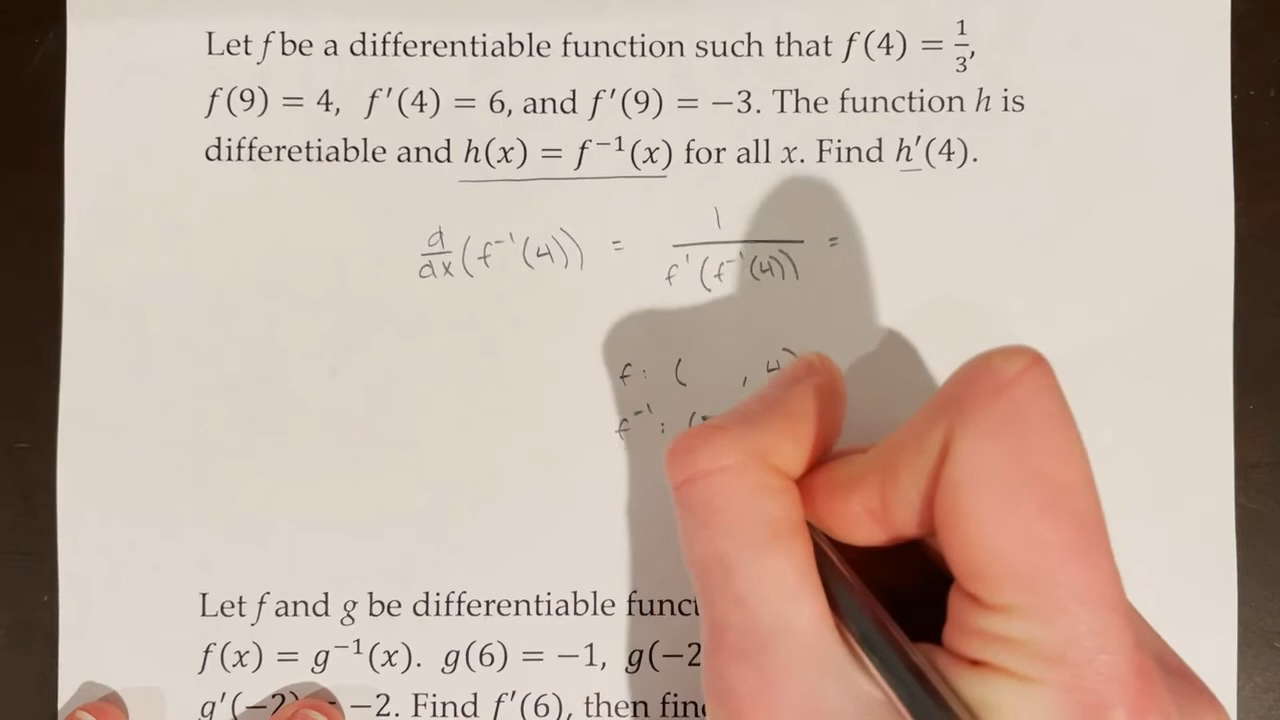 Let f be a differentiable function such that f(4) = 1/3,
f(9) = 4, f′(4) = 6, and f′(9) = −3. The function h is
differetiable and h(x) = f⁻¹(x) for all x. Find h′(4).
d/dx (f⁻¹(4)) = 1/(f'(f⁻¹(4))) =
f: ( , 4)
f⁻¹: (
Let f and g be differentiable
f(x) = g⁻¹(x). g(6) = −1, g(−2
g′(−2) −2. Find f′(6), then